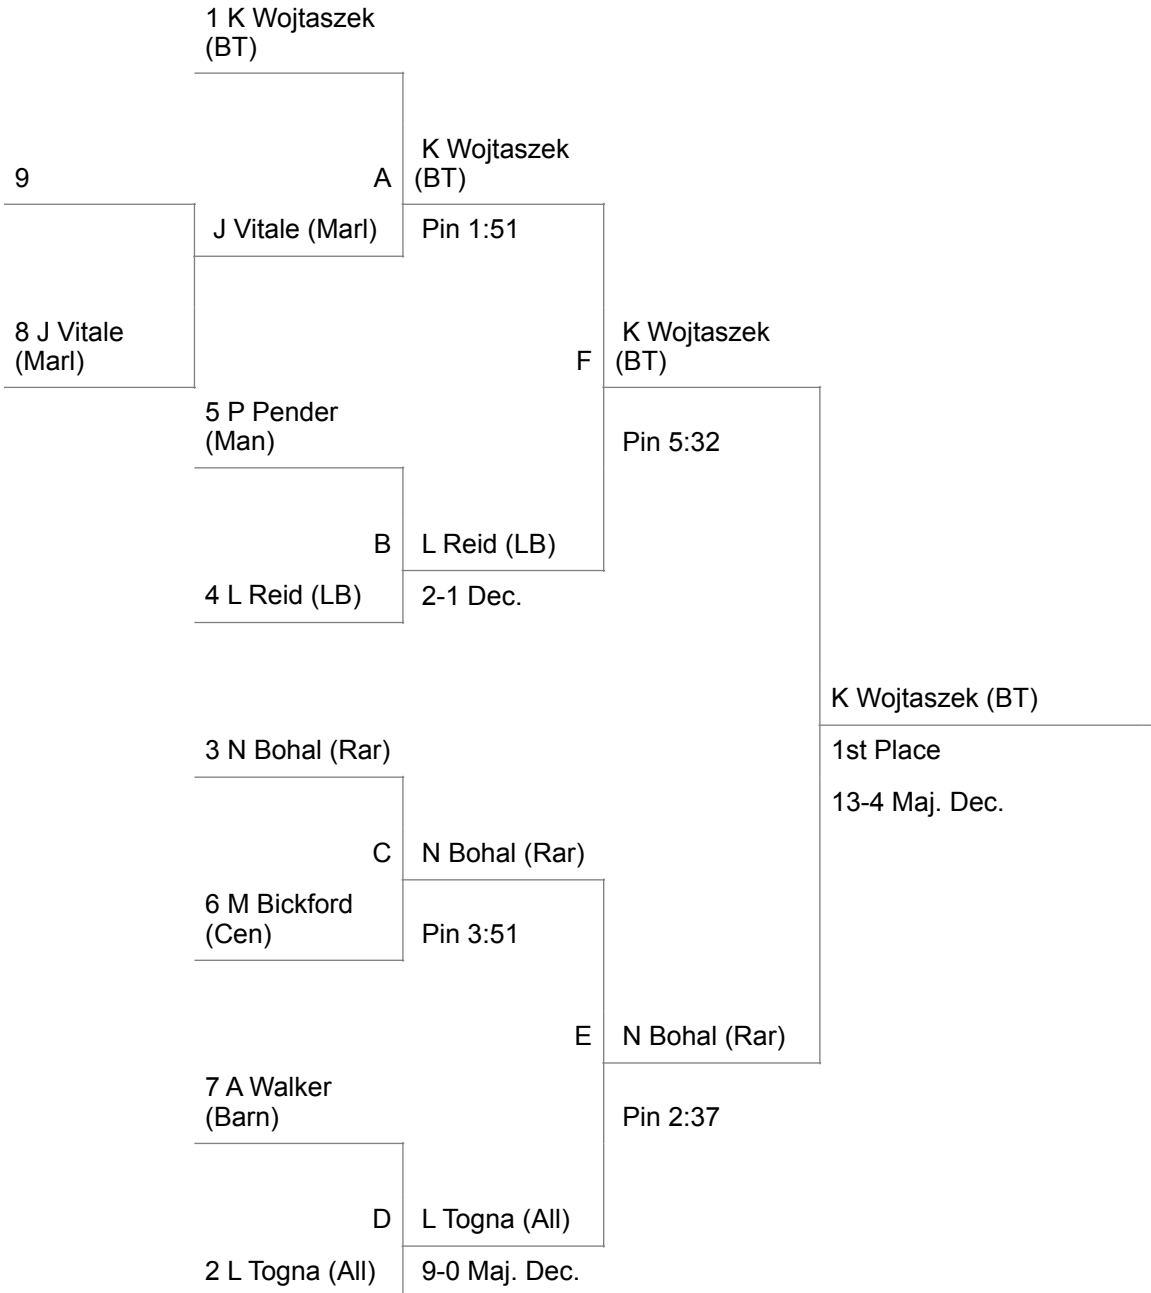 1 K Wojtaszek
(BT)
K Wojtaszek
9
A
(BT)
J Vitale (Marl)
Pin 1:51
8 J Vitale
(Marl)
K Wojtaszek
F
(BT)
5 P Pender
(Man)
Pin 5:32
B
L Reid (LB)
4 L Reid (LB)
2-1 Dec.
K Wojtaszek (BT)
3 N Bohal (Rar)
1st Place
13-4 Maj. Dec.
C
N Bohal (Rar)
6 M Bickford
(Cen)
Pin 3:51
E
N Bohal (Rar)
7 A Walker
(Barn)
Pin 2:37
D
L Togna (All)
2 L Togna (All)
9-0 Maj. Dec.